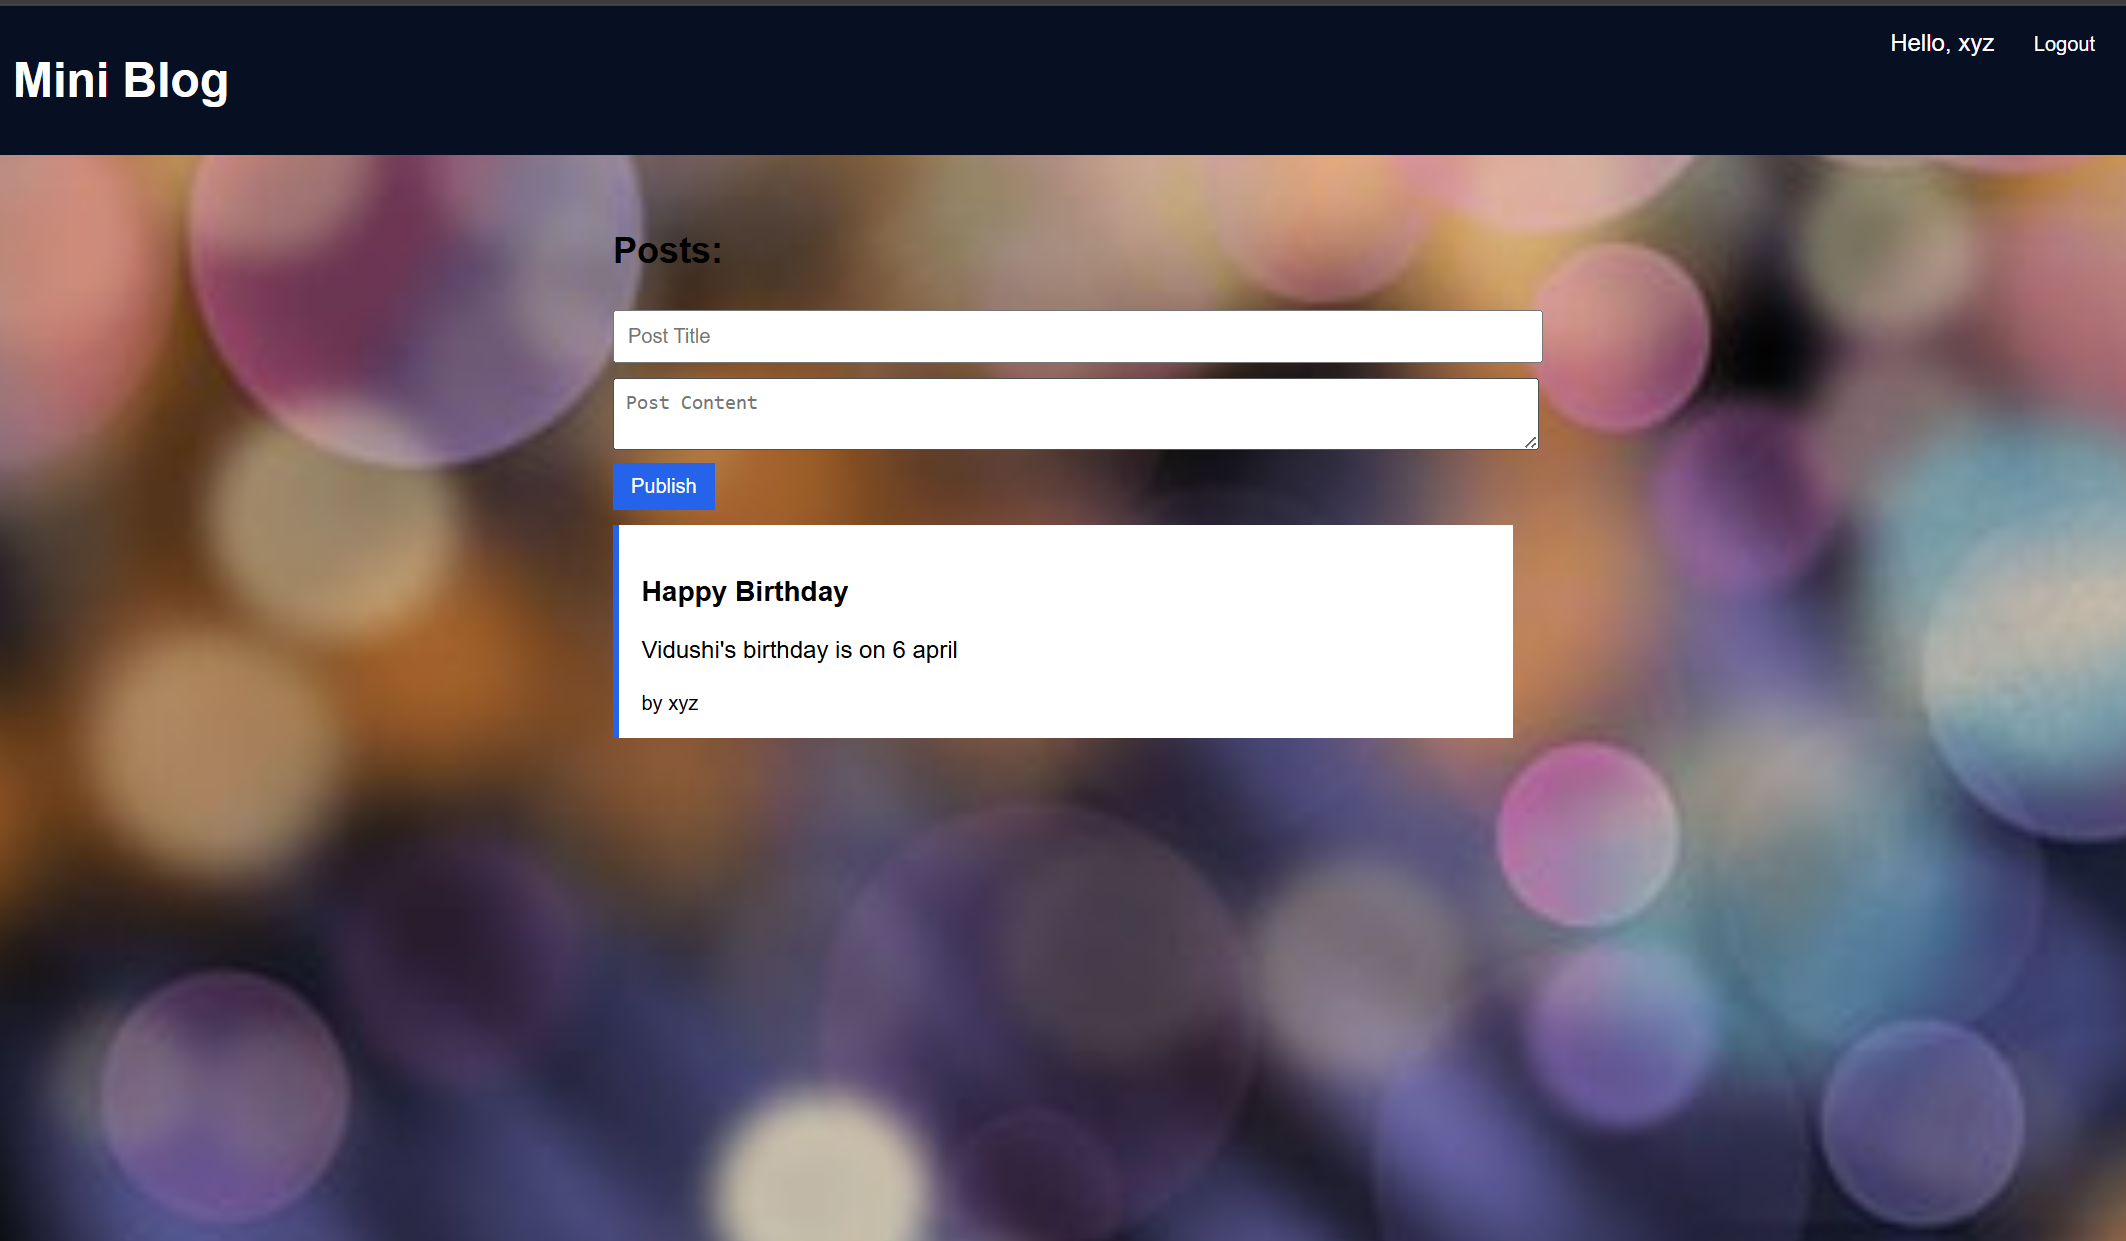 Mini Blog
Hello, xyz
Logout
Posts:
Post Title
Post Content
Publish
Happy Birthday
Vidushi's birthday is on 6 april
by xyz